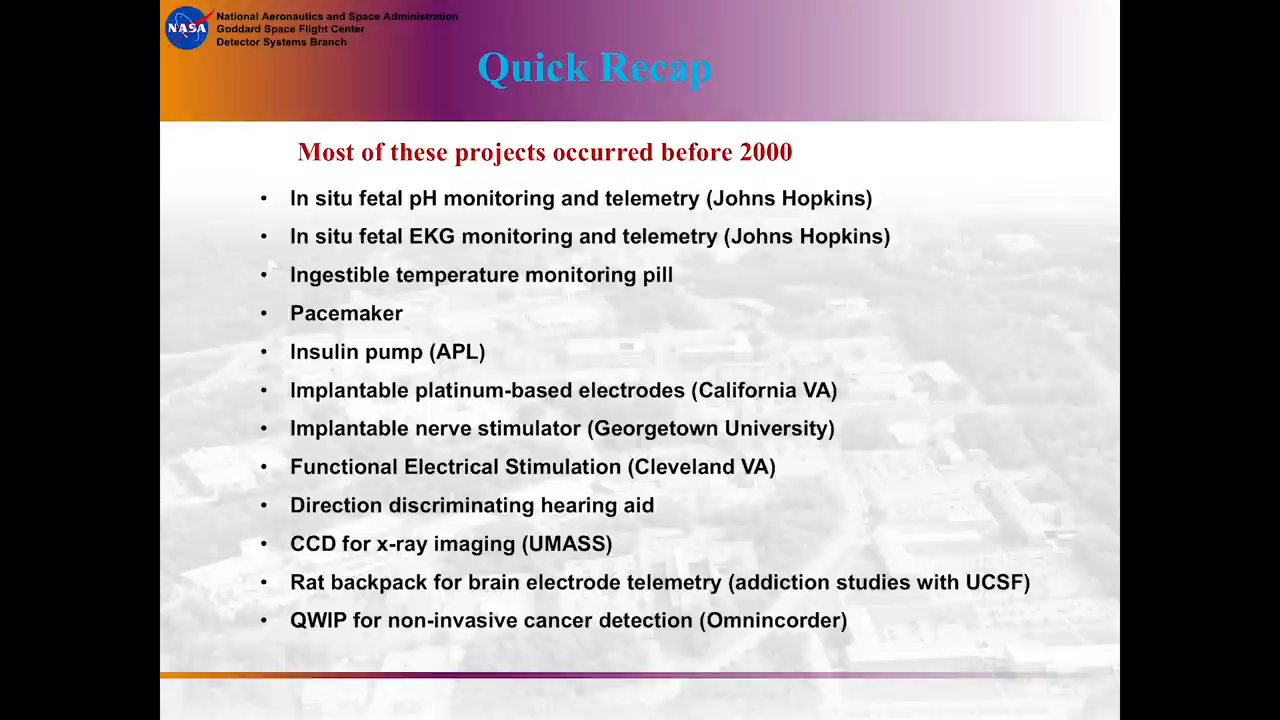 NASA
National Aeronautics and Space Administration
Goddard Space Flight Center
Detector Systems Branch
Quick Recap
Most of these projects occurred before 2000
• In situ fetal pH monitoring and telemetry (Johns Hopkins)
• In situ fetal EKG monitoring and telemetry (Johns Hopkins)
• Ingestible temperature monitoring pill
• Pacemaker
• Insulin pump (APL)
• Implantable platinum-based electrodes (California VA)
• Implantable nerve stimulator (Georgetown University)
• Functional Electrical Stimulation (Cleveland VA)
• Direction discriminating hearing aid
• CCD for x-ray imaging (UMASS)
• Rat backpack for brain electrode telemetry (addiction studies with UCSF)
• QWIP for non-invasive cancer detection (Omnincorder)